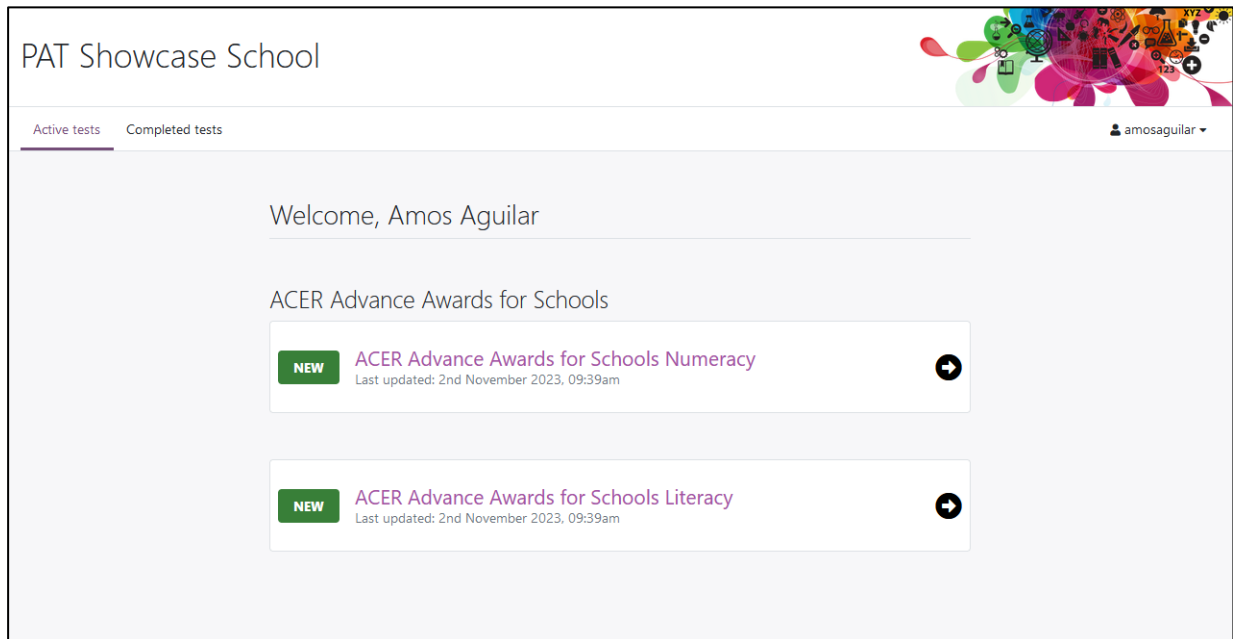 PAT Showcase School
XYZ
123
Active tests Completed tests amosaguilar
Welcome, Amos Aguilar
ACER Advance Awards for Schools
NEW ACER Advance Awards for Schools Numeracy
Last updated: 2nd November 2023, 09:39am
NEW ACER Advance Awards for Schools Literacy
Last updated: 2nd November 2023, 09:39am